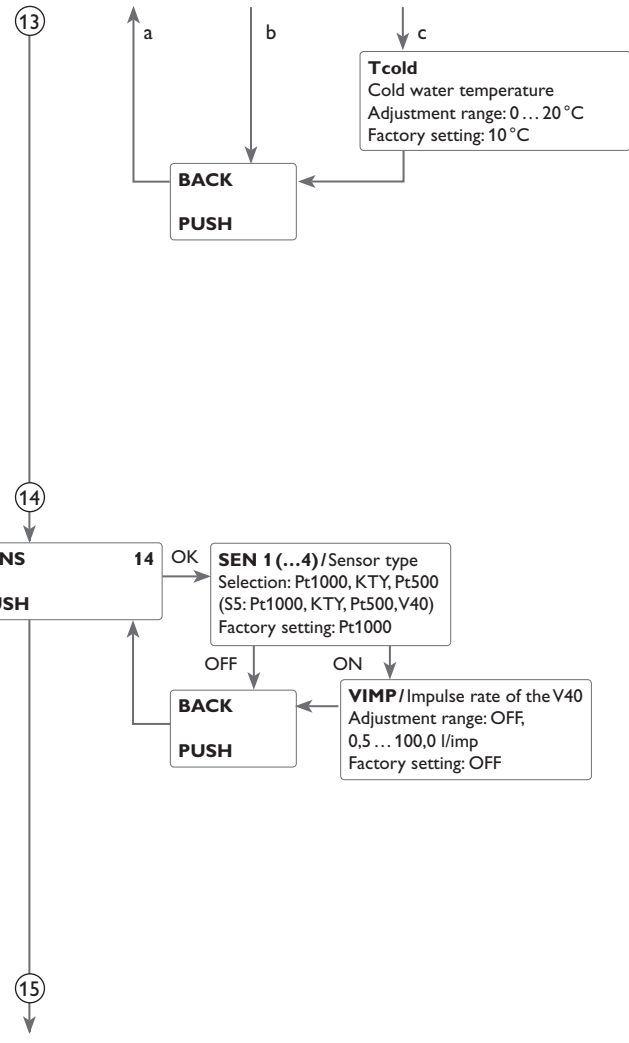 13
a
b
c
Tcold
Cold water temperature
Adjustment range: 0 … 20 °C
Factory setting: 10 °C
BACK
PUSH
14
NS 14
OK
SEN 1 (…4) / Sensor type
Selection: Pt1000, KTY, Pt500
(S5: Pt1000, KTY, Pt500, V40)
Factory setting: Pt1000
SH
OFF
ON
BACK
PUSH
VIMP / Impulse rate of the V40
Adjustment range: OFF,
0,5 … 100,0 l/imp
Factory setting: OFF
15